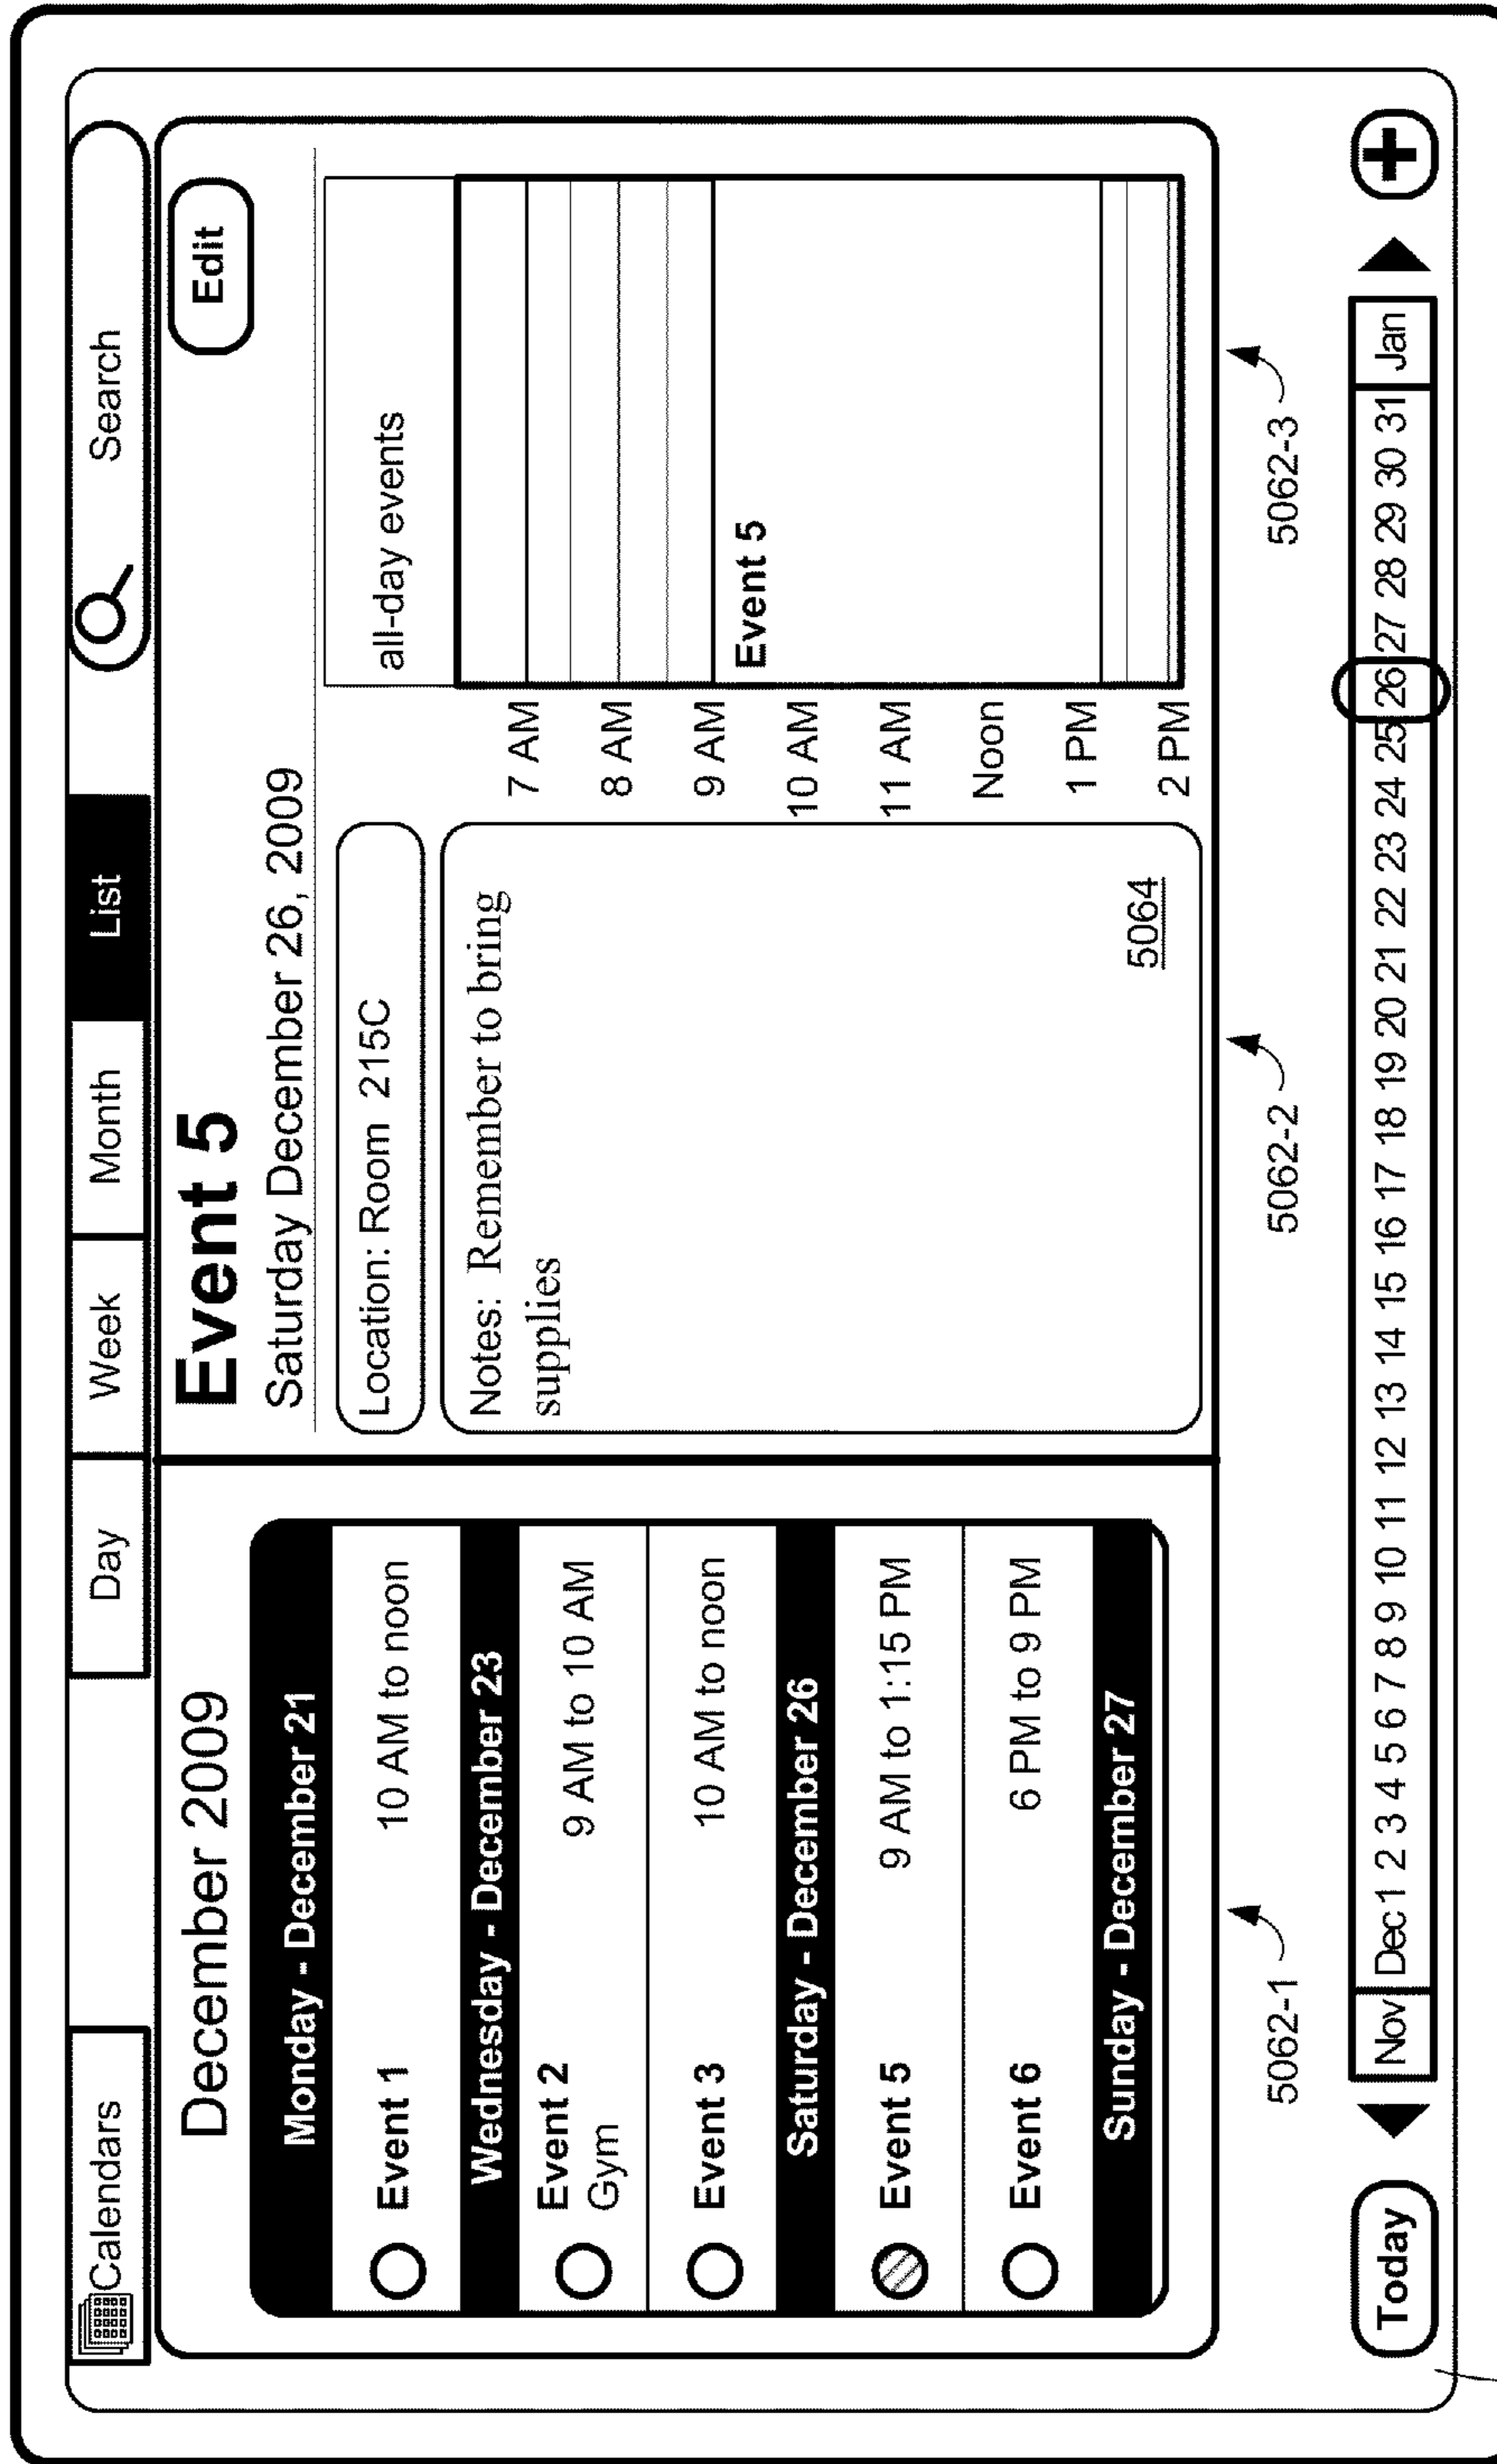 Calendars
Day
Week
Month
List
Search
December 2009
Monday - December 21
Event 1 10 AM to noon
Wednesday - December 23
Event 2 9 AM to 10 AM
Gym
Event 3 10 AM to noon
Saturday - December 26
Event 5 9 AM to 1:15 PM
Event 6 6 PM to 9 PM
Sunday - December 27
Event 5
Edit
Saturday December 26, 2009
Location: Room 215C
Notes: Remember to bring
supplies
5064
all-day events
7 AM
8 AM
9 AM
Event 5
10 AM
11 AM
Noon
1 PM
2 PM
5062-1
5062-2
5062-3
Today
Nov Dec 1 2 3 4 5 6 7 8 9 10 11 12 13 14 15 16 17 18 19 20 21 22 23 24 25 26 27 28 29 30 31 Jan
+